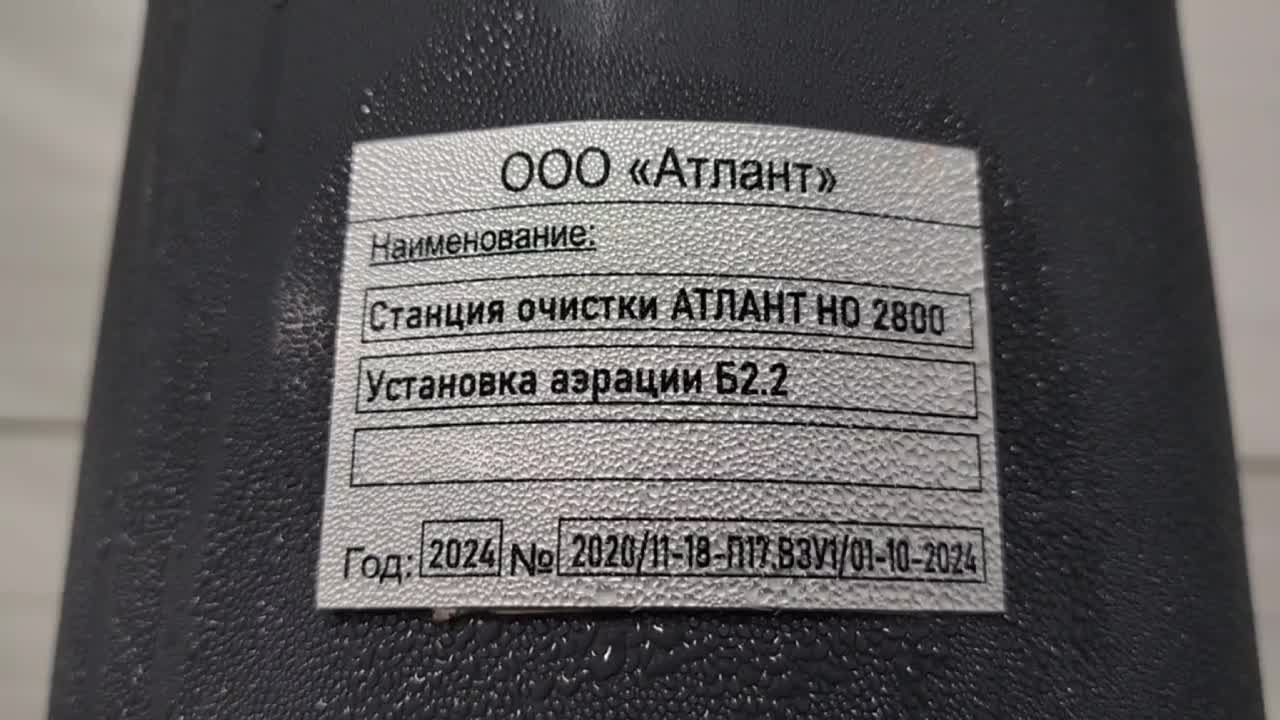 ООО «Атлант»
Наименование:
Станция очистки АТЛАНТ НО 2800
Установка аэрации Б2.2
Год: 2024 № 2020/11-18-П17.ВЗУ1/01-10-2024